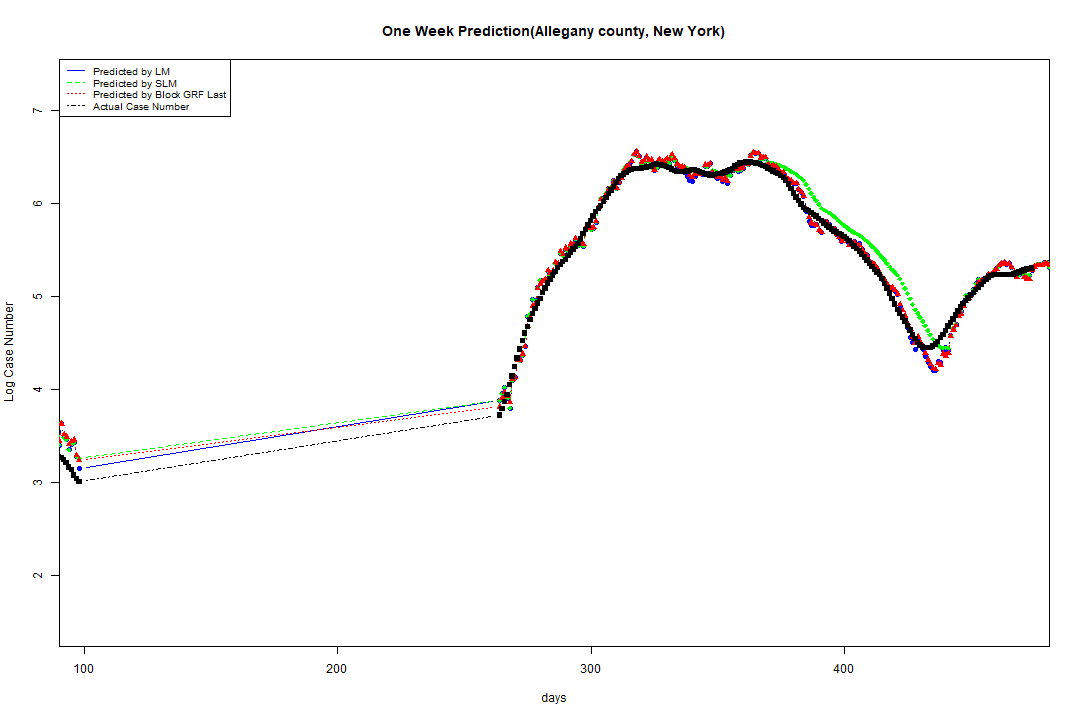 One Week Prediction(Allegany county, New York)
Predicted by LM
Predicted by SLM
Predicted by Block GRF Last
Actual Case Number
7
6
5
4
3
2
Log Case Number
100 200 300 400
days